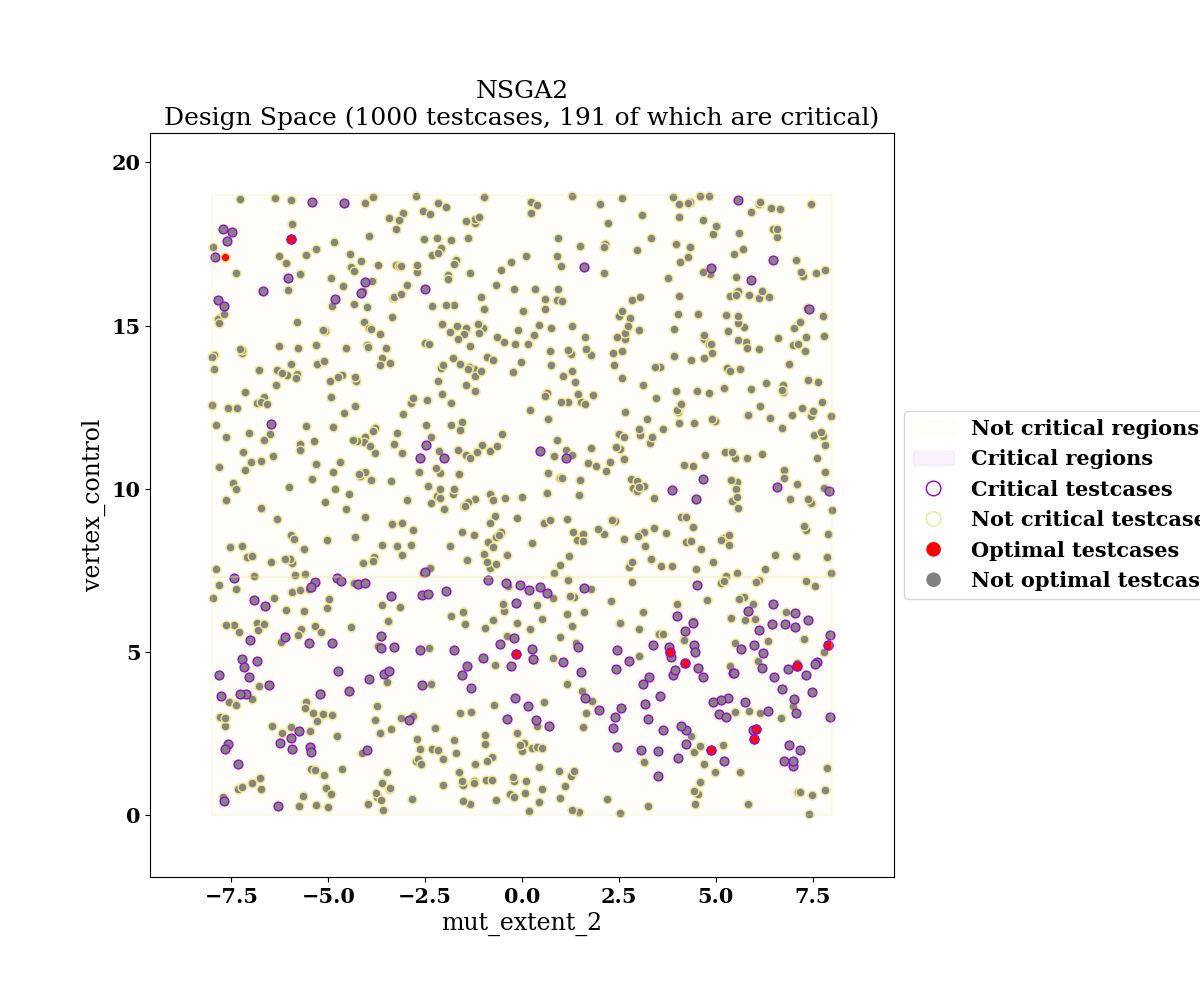 NSGA2
Design Space (1000 testcases, 191 of which are critical)
20
15
10
5
0
vertex_control
−7.5
−5.0
−2.5
0.0
2.5
5.0
7.5
mut_extent_2
Not critical regions
Critical regions
Critical testcases
Not critical testcase
Optimal testcases
Not optimal testcas